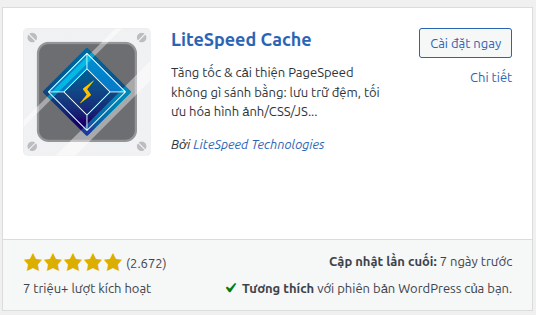 LiteSpeed Cache
Cài đặt ngay
Chi tiết
Tăng tốc & cải thiện PageSpeed
không gì sánh bằng: lưu trữ đệm, tối
ưu hóa hình ảnh/CSS/JS...
Bởi LiteSpeed Technologies
(2.672)
Cập nhật lần cuối: 7 ngày trước
7 triệu+ lượt kích hoạt
Tương thích với phiên bản WordPress của bạn.